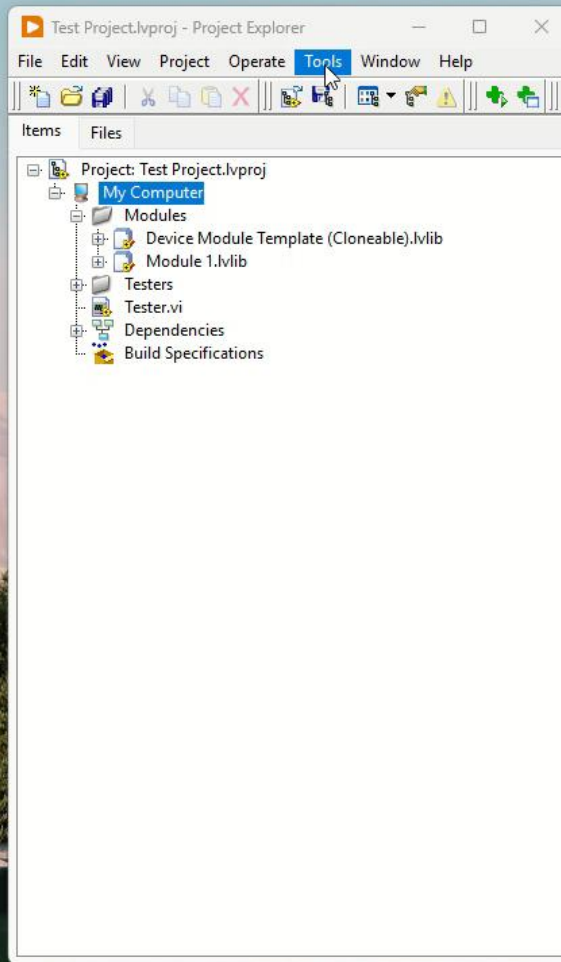 Test Project.lvproj - Project Explorer
File Edit View Project Operate Tools Window Help
Items Files
Project: Test Project.lvproj
My Computer
Modules
Device Module Template (Cloneable).lvlib
Module 1.lvlib
Testers
Tester.vi
Dependencies
Build Specifications